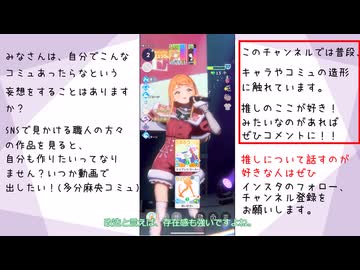 みなさんは、自分でこんな
コミュあったらなという
妄想をすることはあります
か？
SNSで見かける職人の方々
の作品を見ると、
自分も作りたいってなり
ません？いつか動画で
出したい！(多分麻央コミュ)
2
このチャンネルでは普段、
キャラやコミュの造形
に触れています。
推しのここが好き！
みたいなのがあれば
ぜひコメントに！！
推しについて話すのが
好きな人はぜひ
インスタのフォロー、
チャンネル登録を
お願いします。
歌法と言えば、存在感も強いですよね。